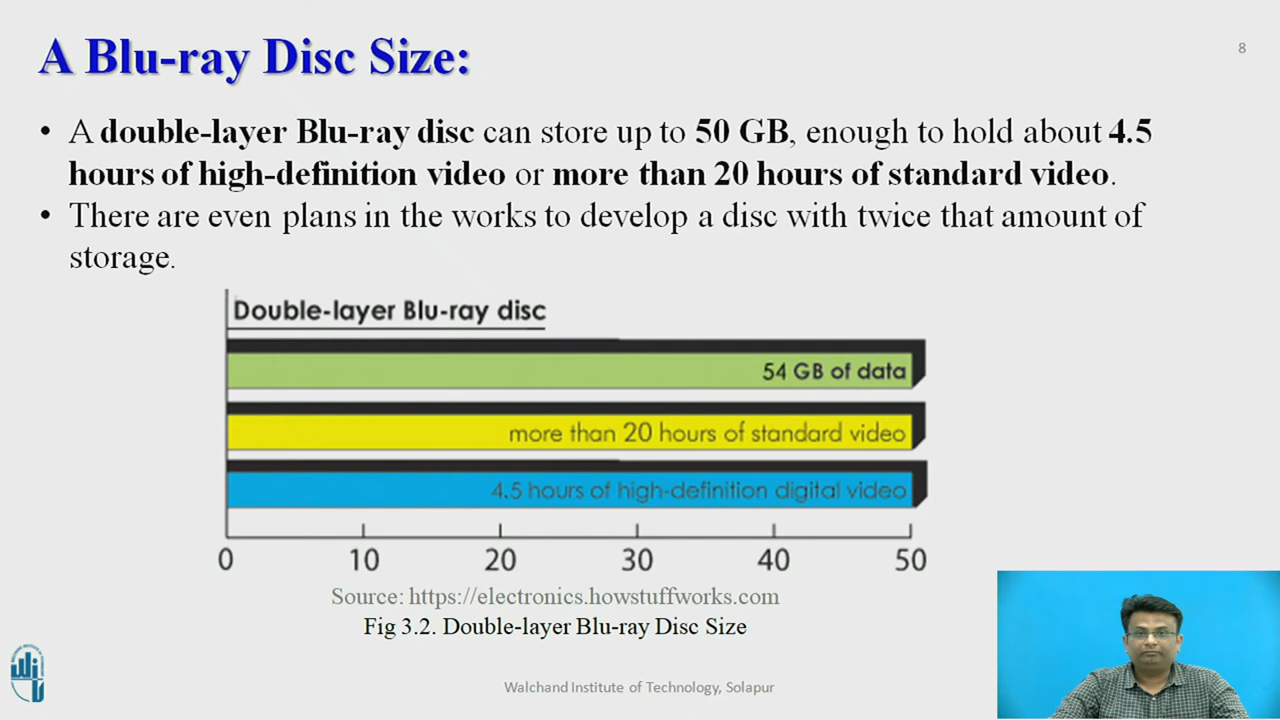 A Blu-ray Disc Size:
8
• A double-layer Blu-ray disc can store up to 50 GB, enough to hold about 4.5
hours of high-definition video or more than 20 hours of standard video.
• There are even plans in the works to develop a disc with twice that amount of
storage.
Double-layer Blu-ray disc
54 GB of data
more than 20 hours of standard video
4.5 hours of high-definition digital video
0 10 20 30 40 50
Source: https://electronics.howstuffworks.com
Fig 3.2. Double-layer Blu-ray Disc Size
Walchand Institute of Technology, Solapur